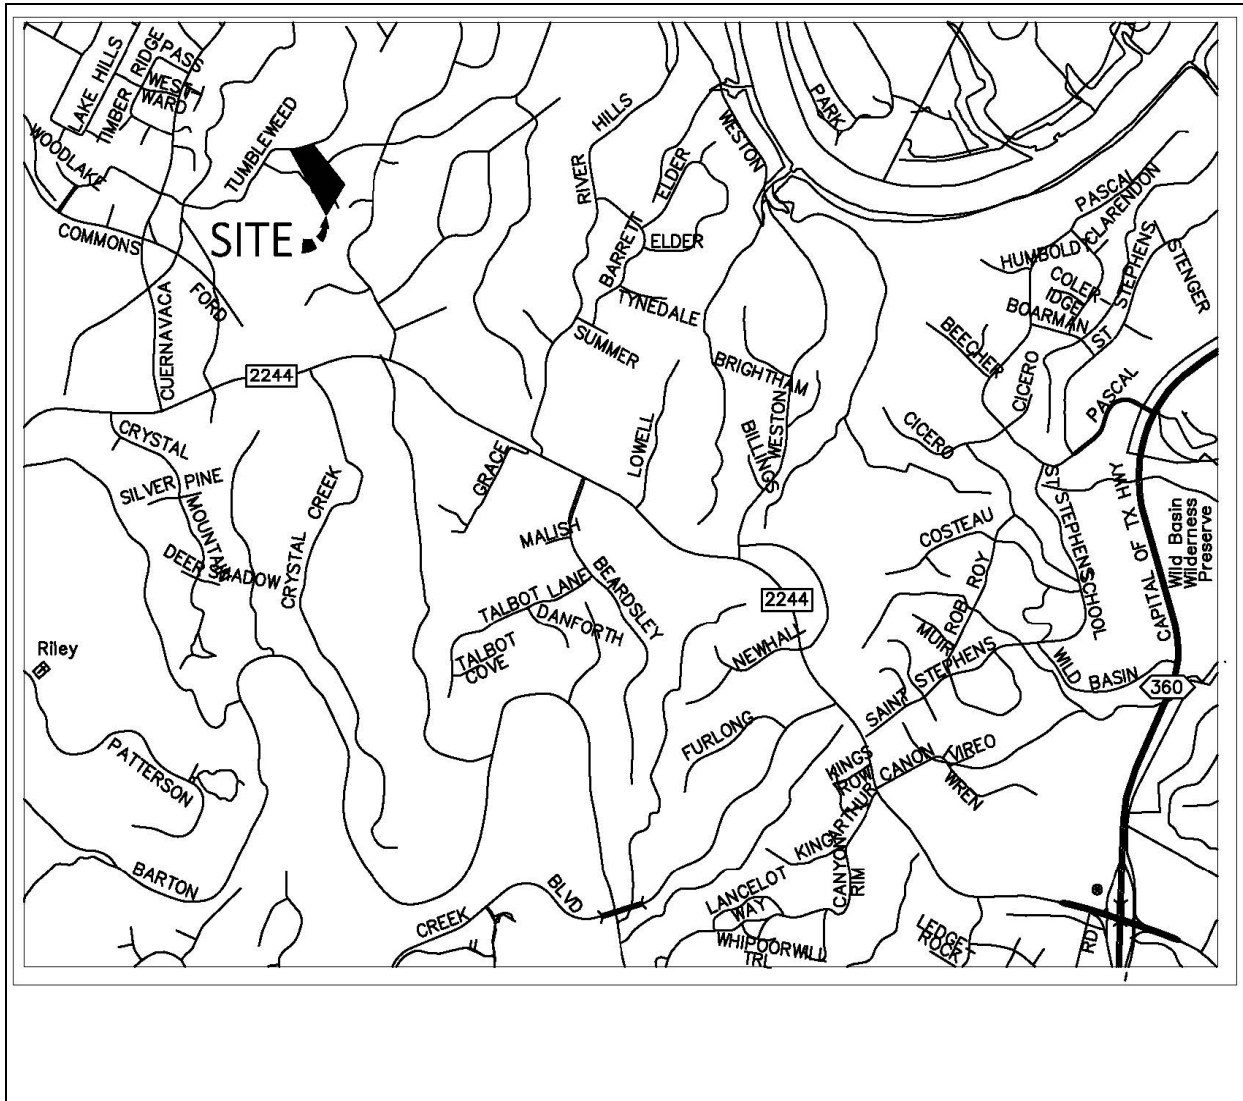 LAKE HILLS
TIMBER RIDGE
PASS
WEST
WARD
WOODLAKE
TUMBLEWEED
COMMONS
SITE
FORD
CUERNAVACA
2244
RIVER HILLS
ELDER
ELDER
WESTON
PARK
BARRETT
TYNEDALE
SUMMER
BRIGHTHAM
WESTON
BILLINGS
LOWELL
GRACE
PASCAL
CLARENDON
HUMBOLDT
COLER
IDGE
BOARMAN
ST STEPHENS
STENGER
BEECHER
CICERO
CICERO
PASCAL
CRYSTAL
SILVER PINE
MOUNTAIN
DEER SHADOW
CRYSTAL CREEK
MALISH
BEARDSLEY
TALBOT LANE
DANFORTH
TALBOT
COVE
COSTEAU
ROB ROY
MUIR
ST STEPHENS SCHOOL
CAPITAL OF TX HWY
Wild Basin
Wilderness
Preserve
2244
NEWHALL
SAINT STEPHENS
WILD BASIN
360
Riley
PATTERSON
BARTON
CREEK
BLVD
FURLONG
KINGS
ROW
CANON
VIREO
WREN
KING ARTHUR
CANYON
RIM
LANCELOT
WAY
WHIPOORWILL
TRL
LEDGE
ROCK
RD